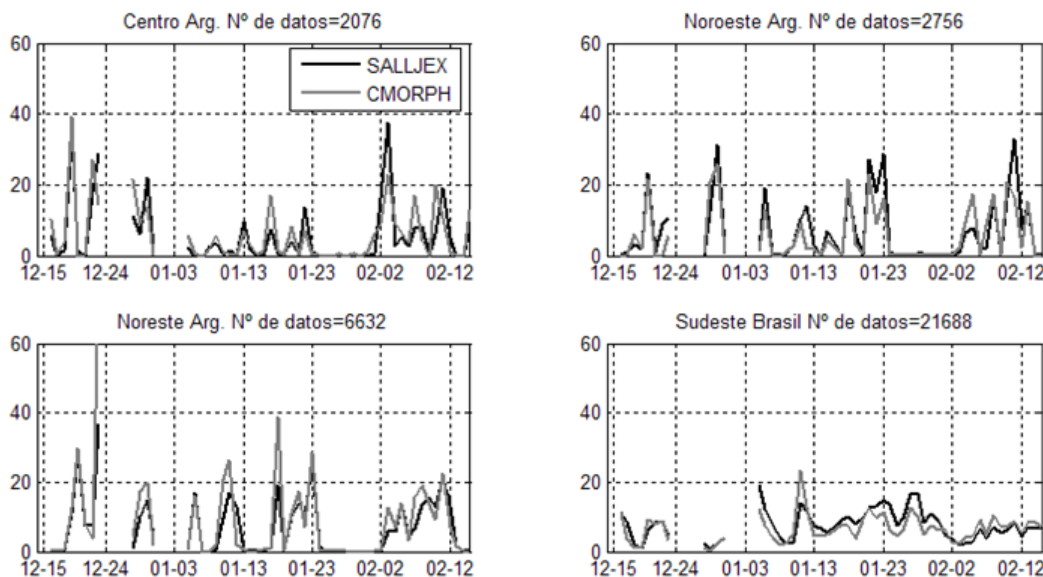 Centro Arg. Nº de datos=2076
60
40
20
0
12-15 12-24 01-03 01-13 01-23 02-02 02-12
SALLJEX
CMORPH
Noroeste Arg. Nº de datos=2756
60
40
20
0
12-15 12-24 01-03 01-13 01-23 02-02 02-12
Noreste Arg. Nº de datos=6632
60
40
20
0
12-15 12-24 01-03 01-13 01-23 02-02 02-12
Sudeste Brasil Nº de datos=21688
60
40
20
0
12-15 12-24 01-03 01-13 01-23 02-02 02-12